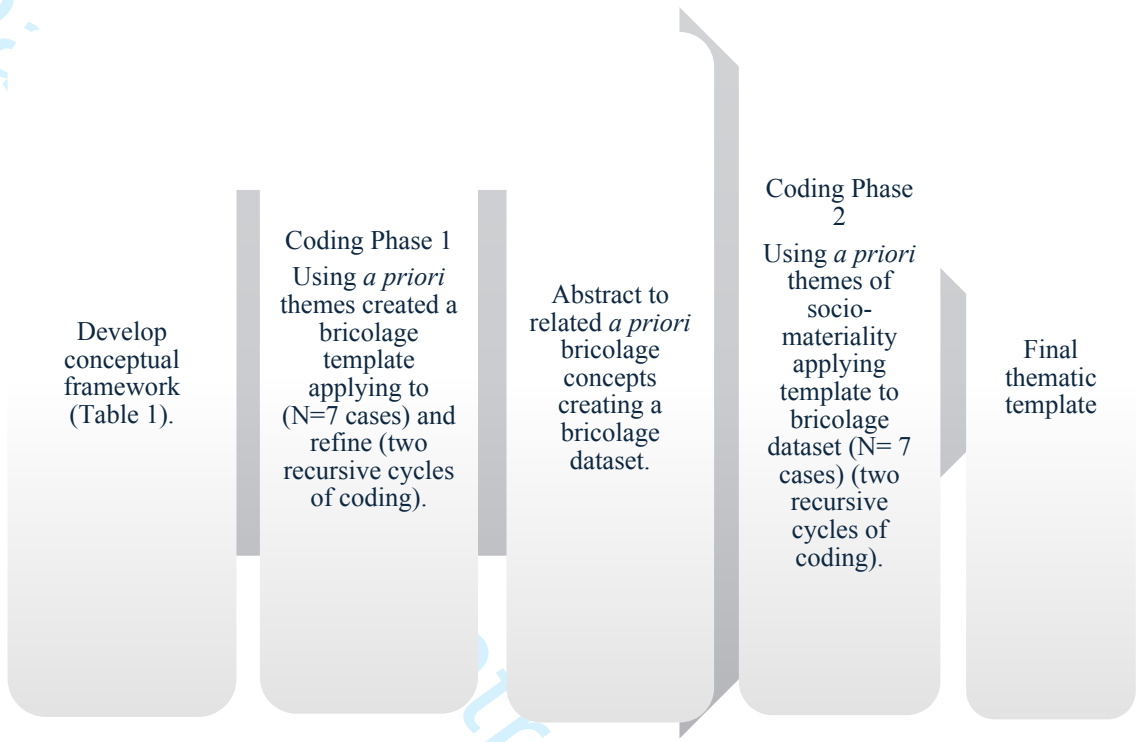 Develop
conceptual
framework
(Table 1).
Coding Phase 1
Using a priori
themes created a
bricolage
template
applying to
(N=7 cases) and
refine (two
recursive cycles
of coding).
Abstract to
related a priori
bricolage
concepts
creating a
bricolage
dataset.
Coding Phase
2
Using a priori
themes of
socio-
materiality
applying
template to
bricolage
dataset (N= 7
cases) (two
recursive
cycles of
coding).
Final
thematic
template